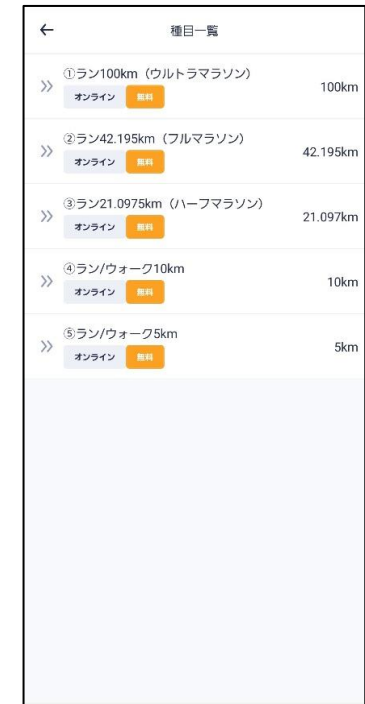 種目一覧
①ラン100km（ウルトラマラソン）
100km
オンライン 無料
②ラン42.195km（フルマラソン）
42.195km
オンライン 無料
③ラン21.0975km（ハーフマラソン）
21.097km
オンライン 無料
④ラン/ウォーク10km
10km
オンライン 無料
⑤ラン/ウォーク5km
5km
オンライン 無料